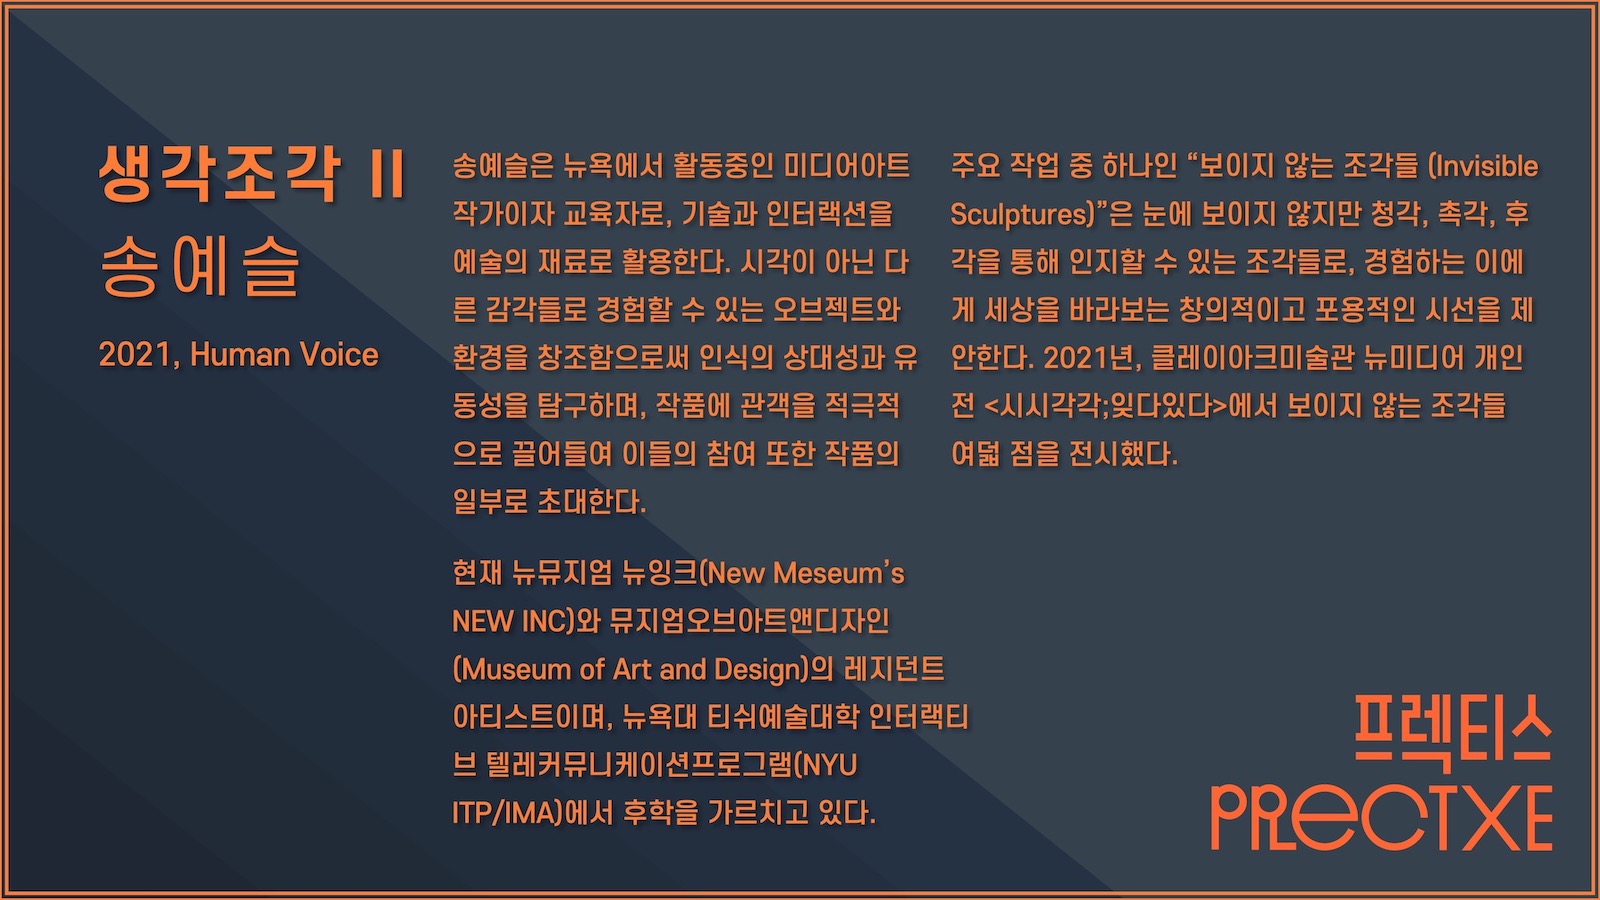 생각조각 II
송예슬
2021, Human Voice
송예슬은 뉴욕에서 활동중인 미디어아트
작가이자 교육자로, 기술과 인터랙션을
예술의 재료로 활용한다. 시각이 아닌 다
른 감각들로 경험할 수 있는 오브젝트와
환경을 창조함으로써 인식의 상대성과 유
동성을 탐구하며, 작품에 관객을 적극적
으로 끌어들여 이들의 참여 또한 작품의
일부로 초대한다.
현재 뉴뮤지엄 뉴잉크(New Meseum’s
NEW INC)와 뮤지엄오브아트앤디자인
(Museum of Art and Design)의 레지던트
아티스트이며, 뉴욕대 티쉬예술대학 인터랙티
브 텔레커뮤니케이션프로그램(NYU
ITP/IMA)에서 후학을 가르치고 있다.
주요 작업 중 하나인 “보이지 않는 조각들 (Invisible
Sculptures)”은 눈에 보이지 않지만 청각, 촉각, 후
각을 통해 인지할 수 있는 조각들로, 경험하는 이에
게 세상을 바라보는 창의적이고 포용적인 시선을 제
안한다. 2021년, 클레이아크미술관 뉴미디어 개인
전 <시시각각;잊다있다>에서 보이지 않는 조각들
여덟 점을 전시했다.
프렉티스
PRECTXE